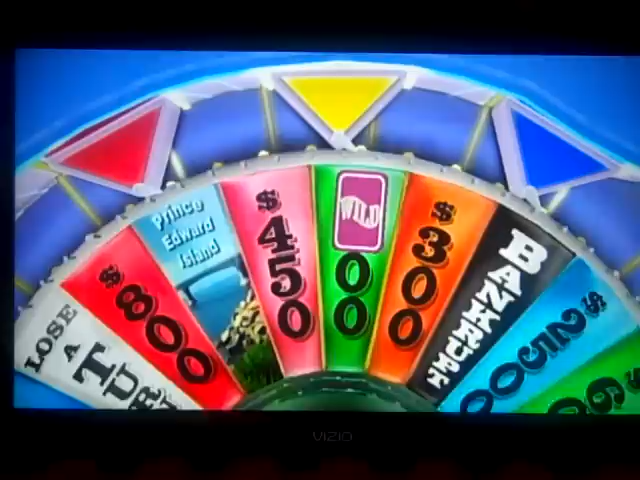 LOSE
A
TURN
$800
Prince
Edward
Island
$450
WILD
00
$300
BANKRUPT
$2500
$
VIZIO